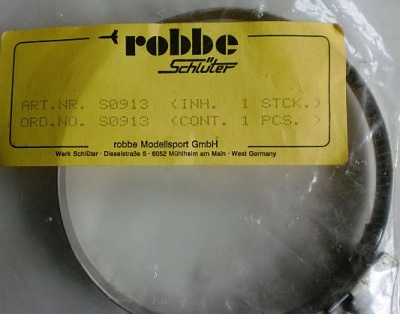 robbe
Schlüter
ART.NR. S0913 (INH. 1 STCK.)
ORD.NO. S0913 (CONT. 1 PCS. )
robbe Modellsport GmbH
Werk Schlüter - Dieselstraße 5 - 6052 Mühlheim am Main - West Germany